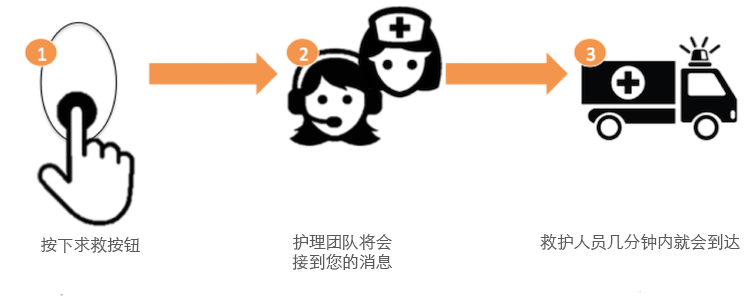 1
2
3
按下求救按钮
护理团队将会
接到您的消息
救护人员几分钟内就会到达